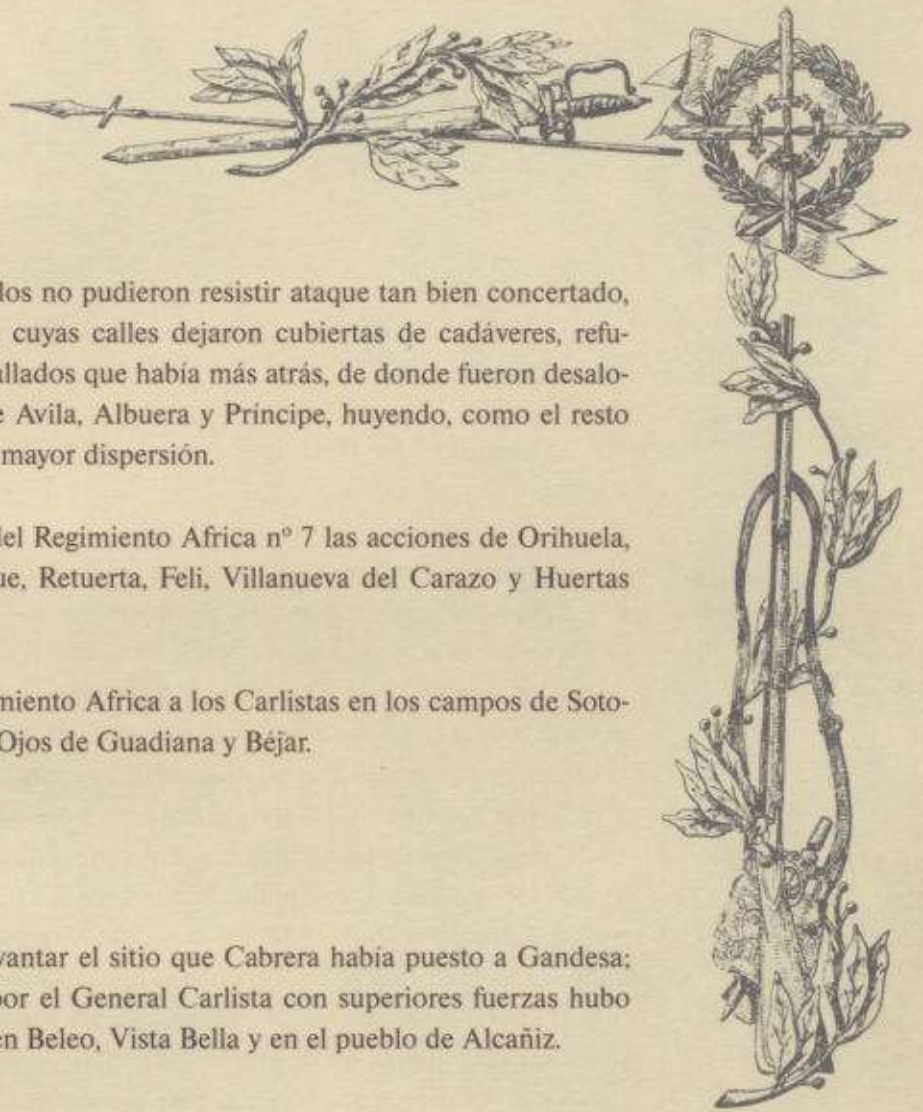 los no pudieron resistir ataque tan bien concertado,
cuyas calles dejaron cubiertas de cadáveres, refu-
allados que había más atrás, de donde fueron desalo-
e Avila, Albuera y Príncipe, huyendo, como el resto
mayor dispersión.
del Regimiento Africa nº 7 las acciones de Orihuela,
ue, Retuerta, Feli, Villanueva del Carazo y Huertas
miento Africa a los Carlistas en los campos de Soto-
Ojos de Guadiana y Béjar.
vantar el sitio que Cabrera había puesto a Gandesa;
por el General Carlista con superiores fuerzas hubo
en Beleo, Vista Bella y en el pueblo de Alcañiz.